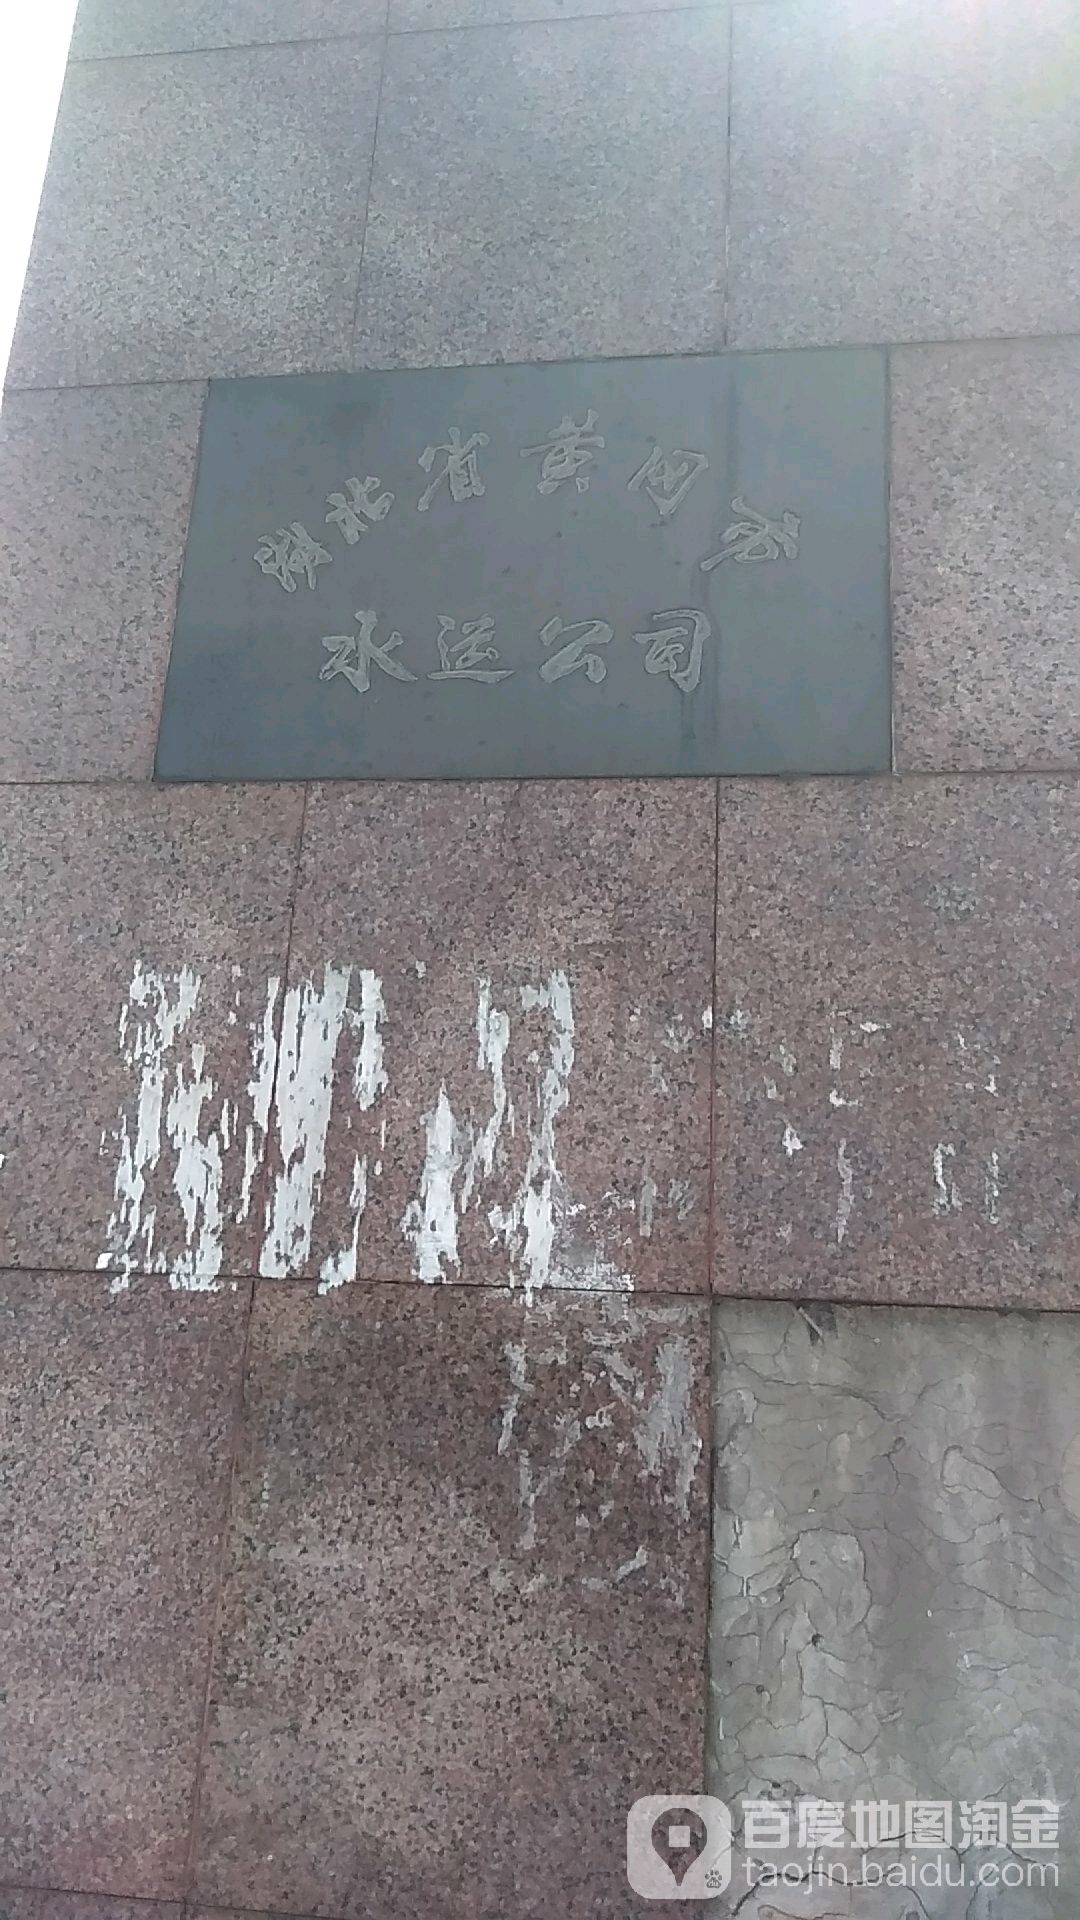 湖北省黄冈市
水运公司
百度地图淘金
taojin.baidu.com